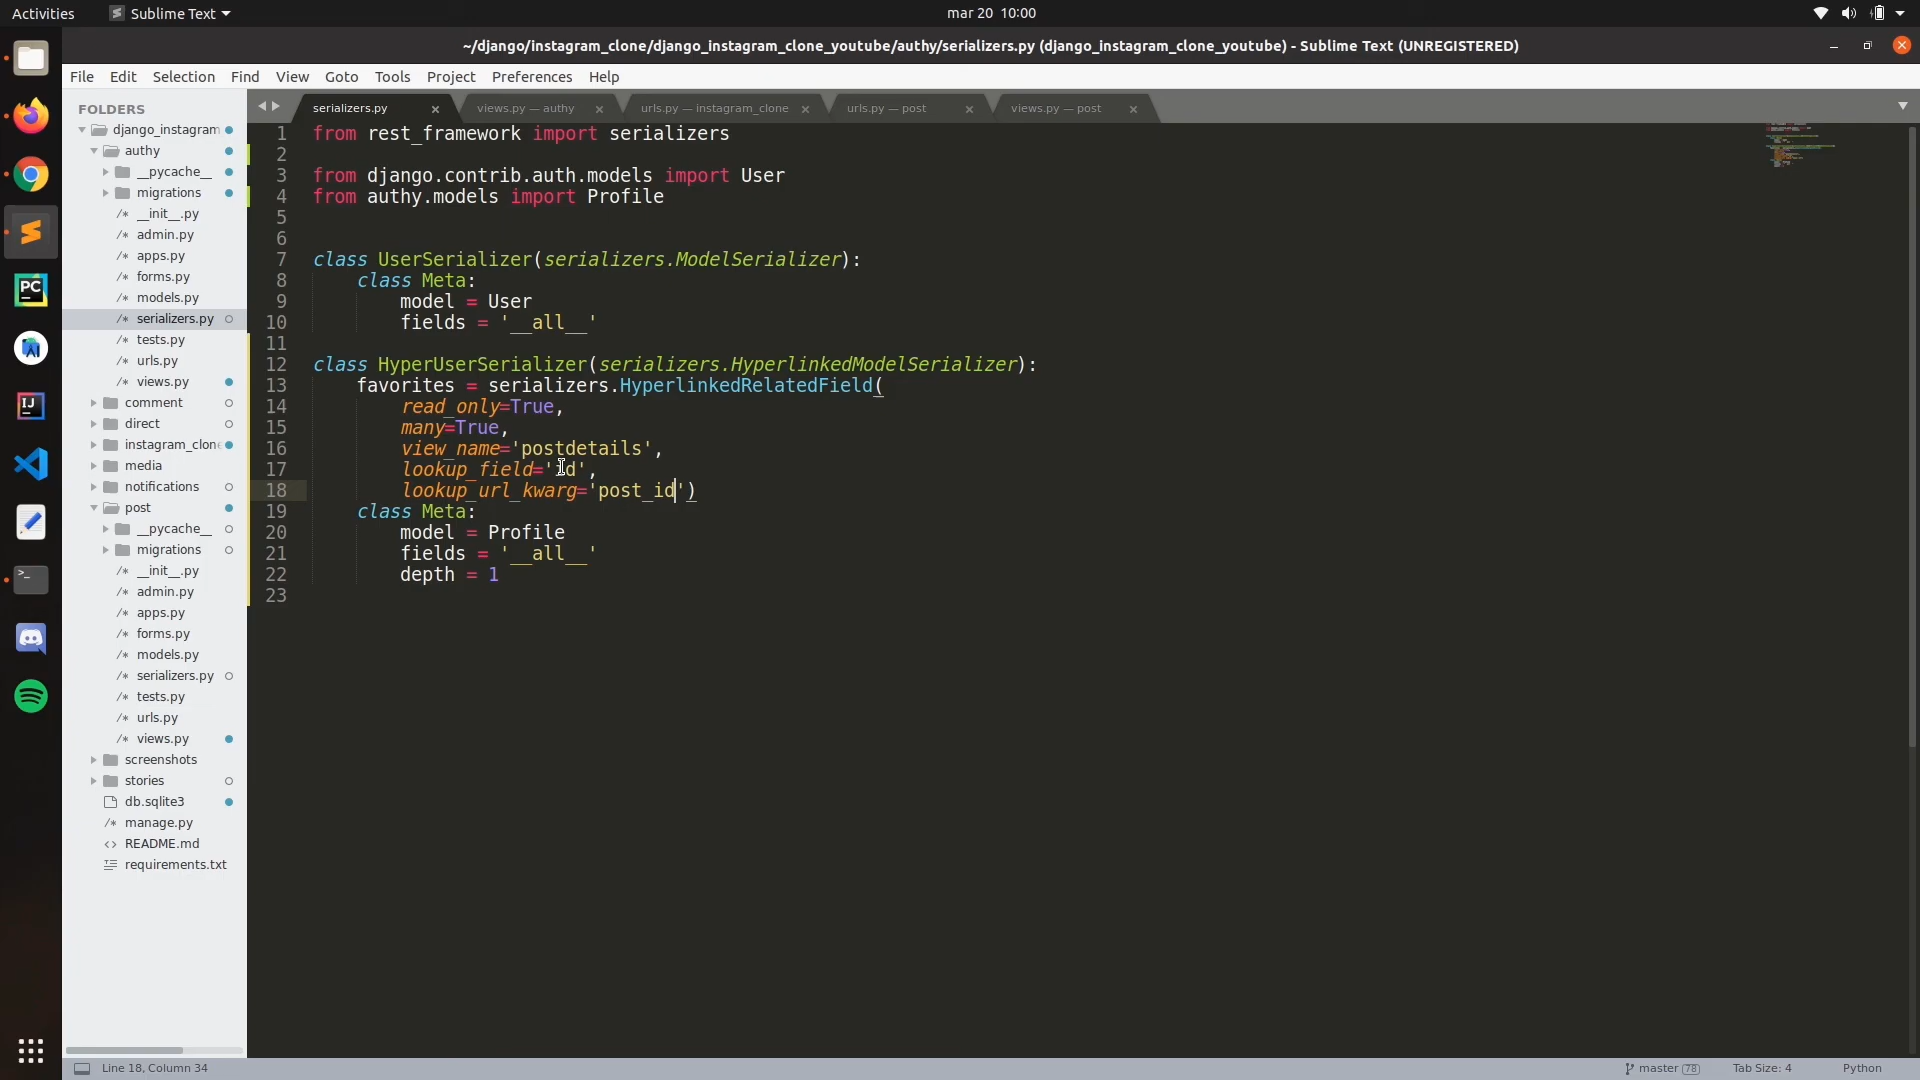 Activities
Sublime Text
mar 20 10:00
~/django/instagram_clone/django_instagram_clone_youtube/authy/serializers.py (django_instagram_clone_youtube) - Sublime Text (UNREGISTERED)
File Edit Selection Find View Goto Tools Project Preferences Help
FOLDERS
django_instagram
authy
__pycache__
migrations
__init__.py
admin.py
apps.py
forms.py
models.py
serializers.py
tests.py
urls.py
views.py
comment
direct
instagram_clone
media
notifications
post
__pycache__
migrations
__init__.py
admin.py
apps.py
forms.py
models.py
serializers.py
tests.py
urls.py
views.py
screenshots
stories
db.sqlite3
manage.py
README.md
requirements.txt
serializers.py
views.py — authy
urls.py — instagram_clone
urls.py — post
views.py — post
1 from rest_framework import serializers
2
3 from django.contrib.auth.models import User
4 from authy.models import Profile
5
6
7 class UserSerializer(serializers.ModelSerializer):
8 class Meta:
9 model = User
10 fields = '__all__'
11
12 class HyperUserSerializer(serializers.HyperlinkedModelSerializer):
13 favorites = serializers.HyperlinkedRelatedField(
14 read_only=True,
15 many=True,
16 view_name='postdetails',
17 lookup_field='id',
18 lookup_url_kwarg='post_id')
19 class Meta:
20 model = Profile
21 fields = '__all__'
22 depth = 1
23
PC
IJ
Line 18, Column 34
master 78
Tab Size: 4
Python